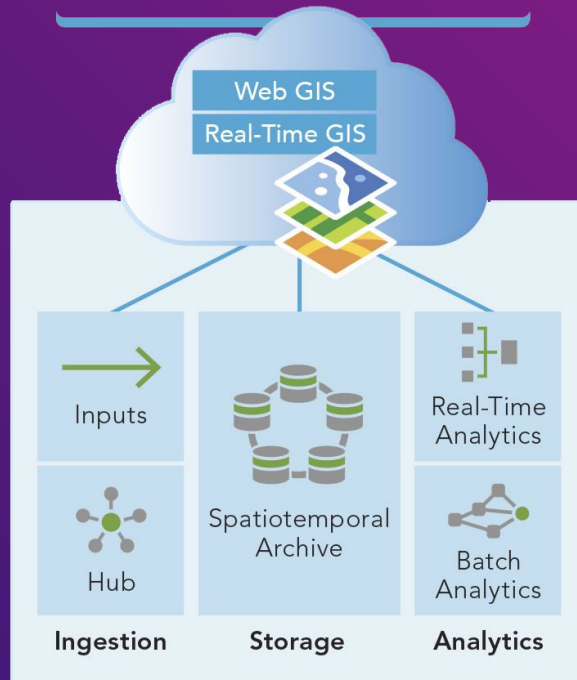 Web GIS
Real-Time GIS
Inputs
Hub
Ingestion
Spatiotemporal
Archive
Storage
Real-Time
Analytics
Batch
Analytics
Analytics